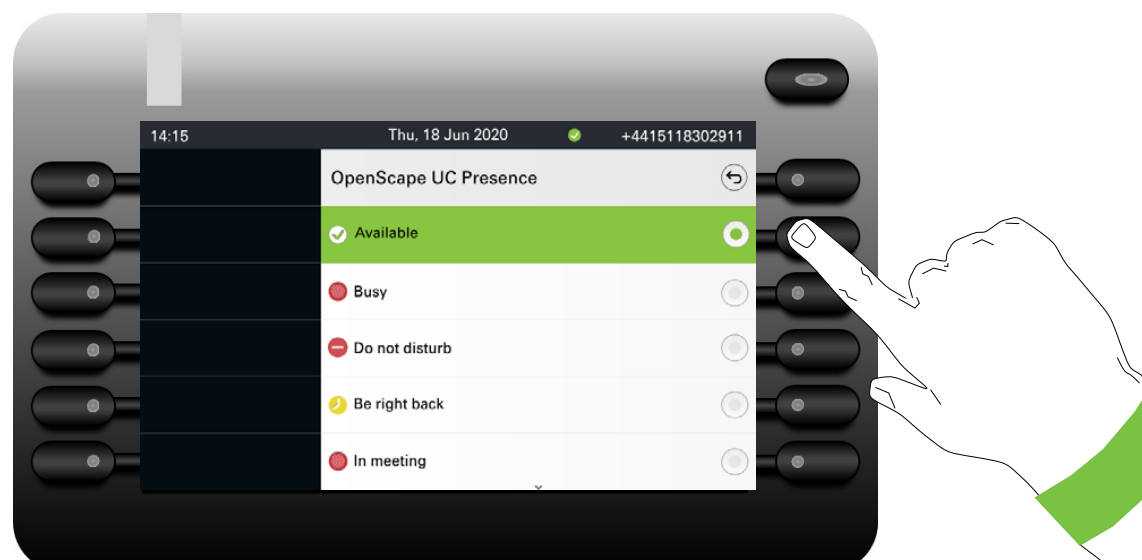 14:15 Thu, 18 Jun 2020 +4415118302911
OpenScape UC Presence
Available
Busy
Do not disturb
Be right back
In meeting